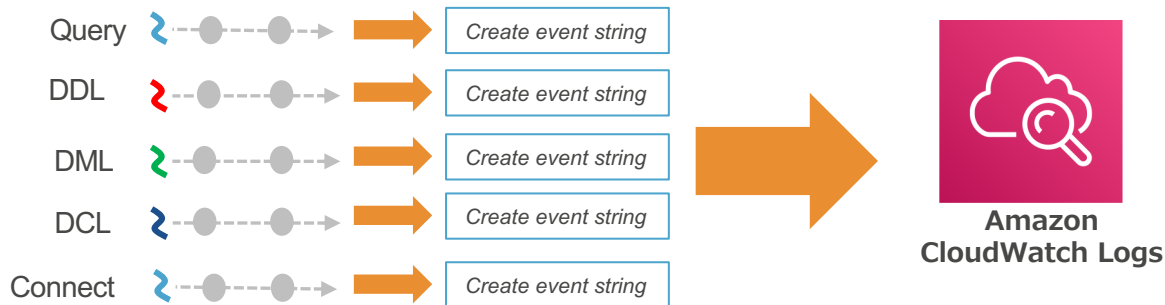 Query
Create event string
DDL
Create event string
DML
Create event string
DCL
Create event string
Connect
Create event string
Amazon
CloudWatch Logs